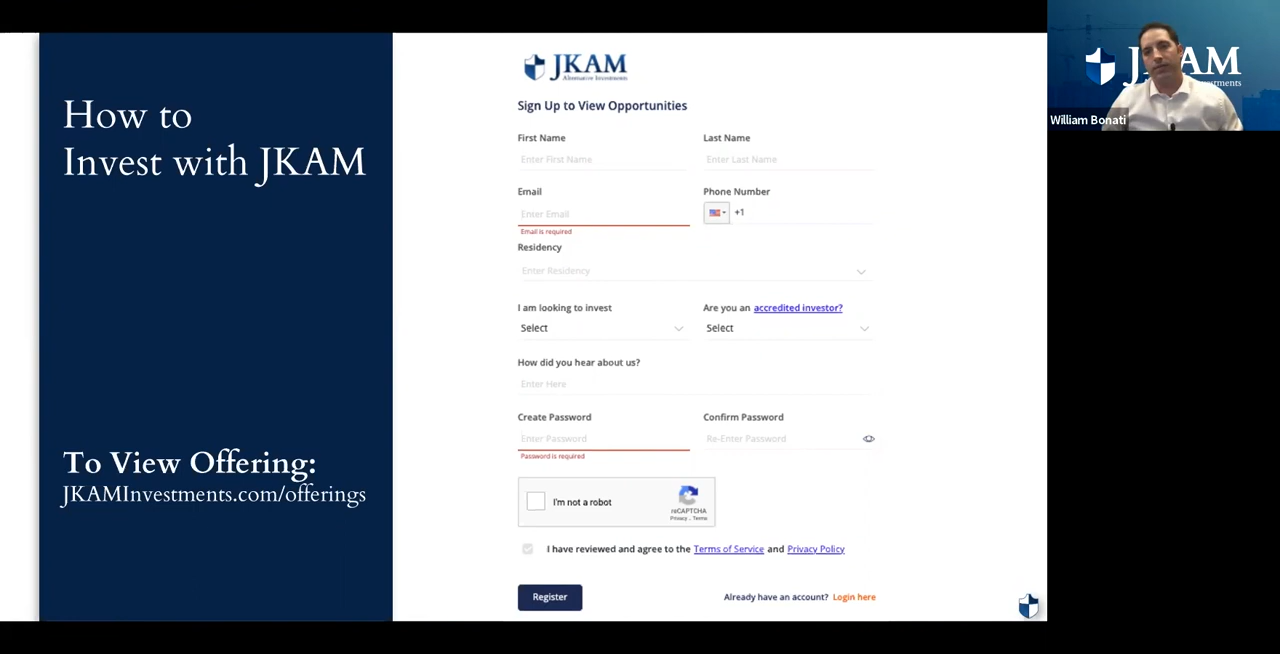 How to
Invest with JKAM
To View Offering:
JKAMInvestments.com/offerings
JKAM
Alternative Investments
Sign Up to View Opportunities
First Name
Last Name
Enter First Name
Enter Last Name
Email
Phone Number
Enter Email
+1
Email is required
Residency
Enter Residency
I am looking to invest
Are you an accredited investor?
Select
Select
How did you hear about us?
Enter Here
Create Password
Confirm Password
Enter Password
Re-Enter Password
Password is required
I'm not a robot
reCAPTCHA
Privacy - Terms
I have reviewed and agree to the Terms of Service and Privacy Policy
Register
Already have an account? Login here
William Bonati